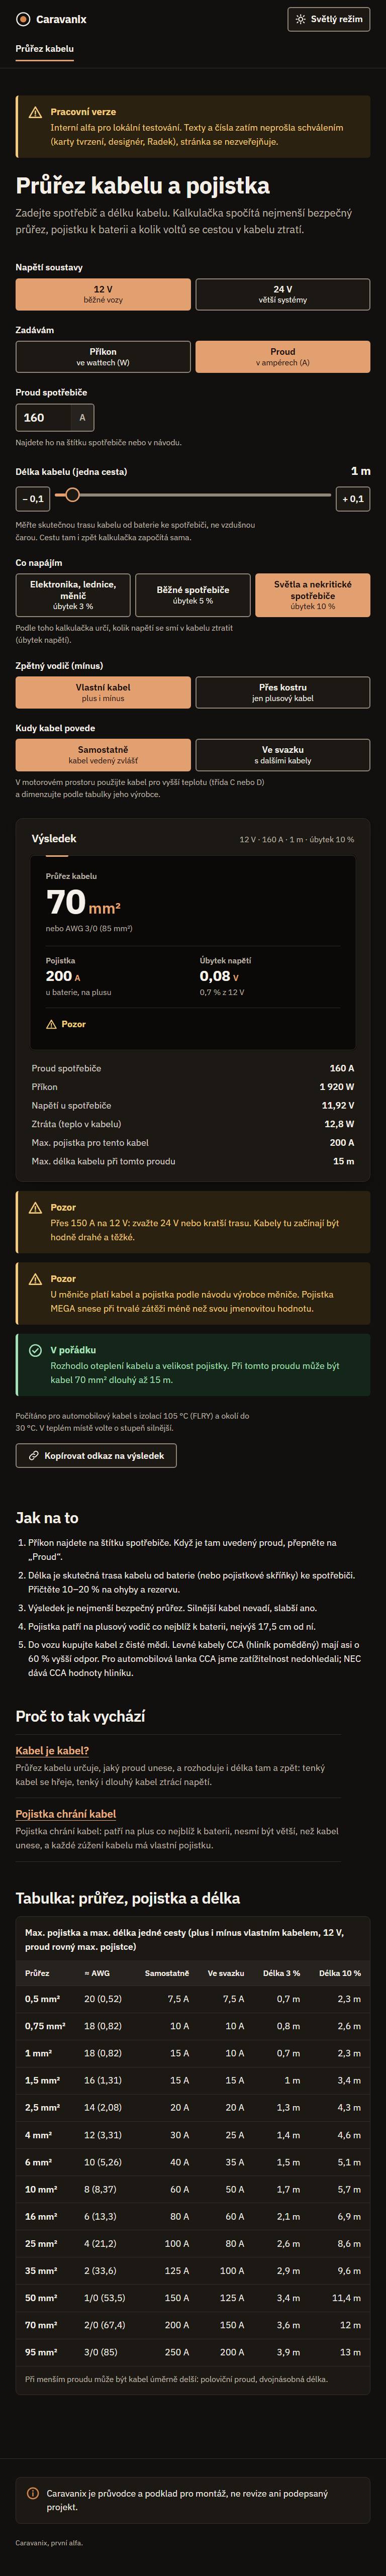 Caravanix
Světlý režim
Průřez kabelu
Pracovní verze
Interní alfa pro lokální testování. Texty a čísla zatím neprošla schválením
(karty tvrzení, designér, Radek), stránka se nezveřejňuje.
Průřez kabelu a pojistka
Zadejte spotřebič a délku kabelu. Kalkulačka spočítá nejmenší bezpečný
průřez, pojistku k baterii a kolik voltů se cestou v kabelu ztratí.
Napětí soustavy
12 V
běžné vozy
24 V
větší systémy
Zadávám
Příkon
ve wattech (W)
Proud
v ampérech (A)
Proud spotřebiče
160 A
Najdete ho na štítku spotřebiče nebo v návodu.
Délka kabelu (jedna cesta) 1 m
− 0,1
+ 0,1
Měřte skutečnou trasu kabelu od baterie ke spotřebiči, ne vzdušnou
čarou. Cestu tam i zpět kalkulačka započítá sama.
Co napájím
Elektronika, lednice,
měnič
úbytek 3 %
Běžné spotřebiče
úbytek 5 %
Světla a nekritické
spotřebiče
úbytek 10 %
Podle toho kalkulačka určí, kolik napětí se smí v kabelu ztratit
(úbytek napětí).
Zpětný vodič (mínus)
Vlastní kabel
plus i mínus
Přes kostru
jen plusový kabel
Kudy kabel povede
Samostatně
kabel vedený zvlášť
Ve svazku
s dalšími kabely
V motorovém prostoru použijte kabel pro vyšší teplotu (třída C nebo D)
a dimenzujte podle tabulky jeho výrobce.
Výsledek 12 V · 160 A · 1 m · úbytek 10 %
Průřez kabelu
70 mm²
nebo AWG 3/0 (85 mm²)
Pojistka
200 A
u baterie, na plusu
Úbytek napětí
0,08 V
0,7 % z 12 V
Pozor
Proud spotřebiče 160 A
Příkon 1 920 W
Napětí u spotřebiče 11,92 V
Ztráta (teplo v kabelu) 12,8 W
Max. pojistka pro tento kabel 200 A
Max. délka kabelu při tomto proudu 15 m
Pozor
Přes 150 A na 12 V: zvažte 24 V nebo kratší trasu. Kabely tu začínají být
hodně drahé a těžké.
Pozor
U měniče platí kabel a pojistka podle návodu výrobce měniče. Pojistka
MEGA snese při trvalé zátěži méně než svou jmenovitou hodnotu.
V pořádku
Rozhodlo oteplení kabelu a velikost pojistky. Při tomto proudu může být
kabel 70 mm² dlouhý až 15 m.
Počítáno pro automobilový kabel s izolací 105 °C (FLRY) a okolí do
30 °C. V teplém místě volte o stupeň silnější.
Kopírovat odkaz na výsledek
Jak na to
1. Příkon najdete na štítku spotřebiče. Když je tam uvedený proud, přepněte na
„Proud“.
2. Délka je skutečná trasa kabelu od baterie (nebo pojistkové skříňky) ke spotřebiči.
Přičtěte 10–20 % na ohyby a rezervu.
3. Výsledek je nejmenší bezpečný průřez. Silnější kabel nevadí, slabší ano.
4. Pojistka patří na plusový vodič co nejblíž k baterii, nejvýš 17,5 cm od ní.
5. Do vozu kupujte kabel z čisté mědi. Levné kabely CCA (hliník poměděný) mají asi o
60 % vyšší odpor. Pro automobilová lanka CCA jsme zatížitelnost nedohledali; NEC
dává CCA hodnoty hliníku.
Proč to tak vychází
Kabel je kabel?
Průřez kabelu určuje, jaký proud unese, a rozhoduje i délka tam a zpět: tenký
kabel se hřeje, tenký i dlouhý kabel ztrácí napětí.
Pojistka chrání kabel
Pojistka chrání kabel: patří na plus co nejblíž k baterii, nesmí být větší, než kabel
unese, a každé zúžení kabelu má vlastní pojistku.
Tabulka: průřez, pojistka a délka
Max. pojistka a max. délka jedné cesty (plus i mínus vlastním kabelem, 12 V,
proud rovný max. pojistce)
Průřez ≈ AWG Samostatně Ve svazku Délka 3 % Délka 10 %
0,5 mm² 20 (0,52) 7,5 A 7,5 A 0,7 m 2,3 m
0,75 mm² 18 (0,82) 10 A 10 A 0,8 m 2,6 m
1 mm² 18 (0,82) 15 A 10 A 0,7 m 2,3 m
1,5 mm² 16 (1,31) 15 A 15 A 1 m 3,4 m
2,5 mm² 14 (2,08) 20 A 20 A 1,3 m 4,3 m
4 mm² 12 (3,31) 30 A 25 A 1,4 m 4,6 m
6 mm² 10 (5,26) 40 A 35 A 1,5 m 5,1 m
10 mm² 8 (8,37) 60 A 50 A 1,7 m 5,7 m
16 mm² 6 (13,3) 80 A 60 A 2,1 m 6,9 m
25 mm² 4 (21,2) 100 A 80 A 2,6 m 8,6 m
35 mm² 2 (33,6) 125 A 100 A 2,9 m 9,6 m
50 mm² 1/0 (53,5) 150 A 125 A 3,4 m 11,4 m
70 mm² 2/0 (67,4) 200 A 150 A 3,6 m 12 m
95 mm² 3/0 (85) 250 A 200 A 3,9 m 13 m
Při menším proudu může být kabel úměrně delší: poloviční proud, dvojnásobná délka.
Caravanix je průvodce a podklad pro montáž, ne revize ani podepsaný
projekt.
Caravanix, první alfa.